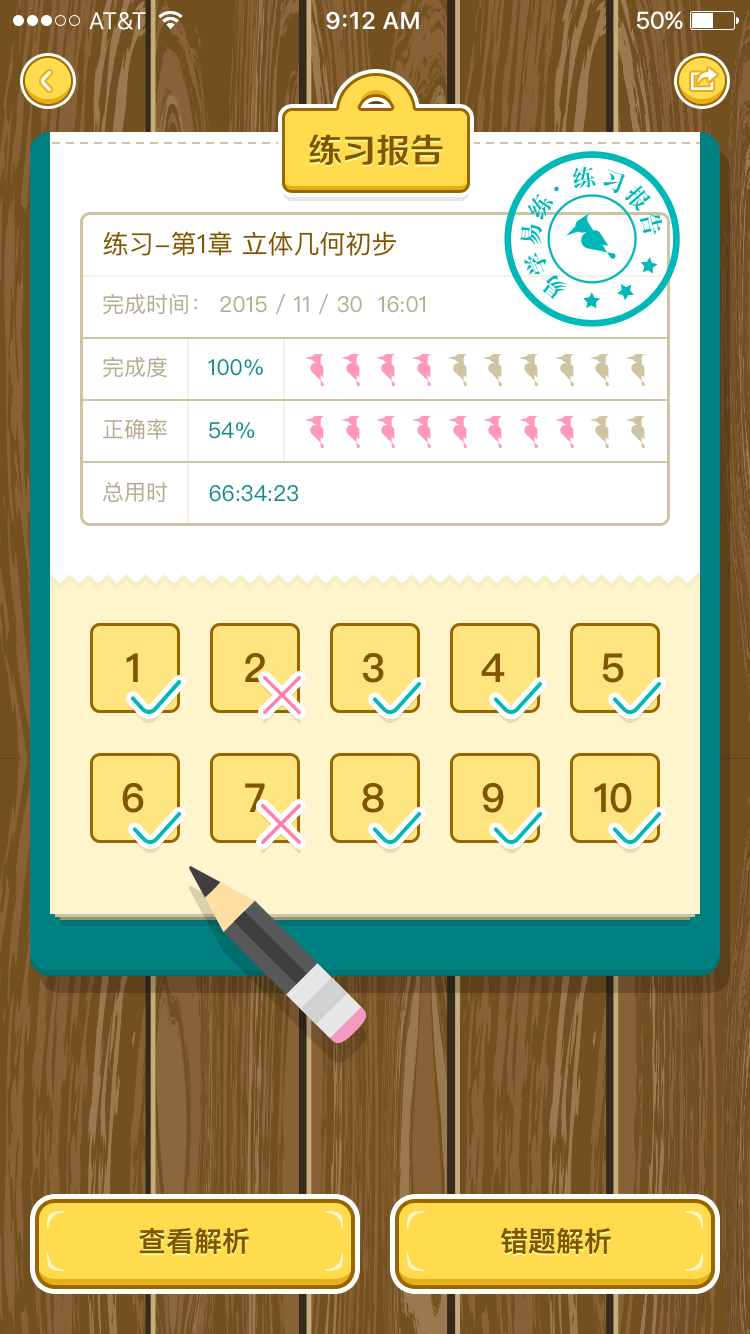 AT&T 9:12 AM 50%
练习报告
易学易练·练习报告
练习–第1章 立体几何初步
完成时间： 2015 / 11 / 30 16:01
完成度 100%
正确率 54%
总用时 66:34:23
1 2 3 4 5
6 7 8 9 10
查看解析 错题解析